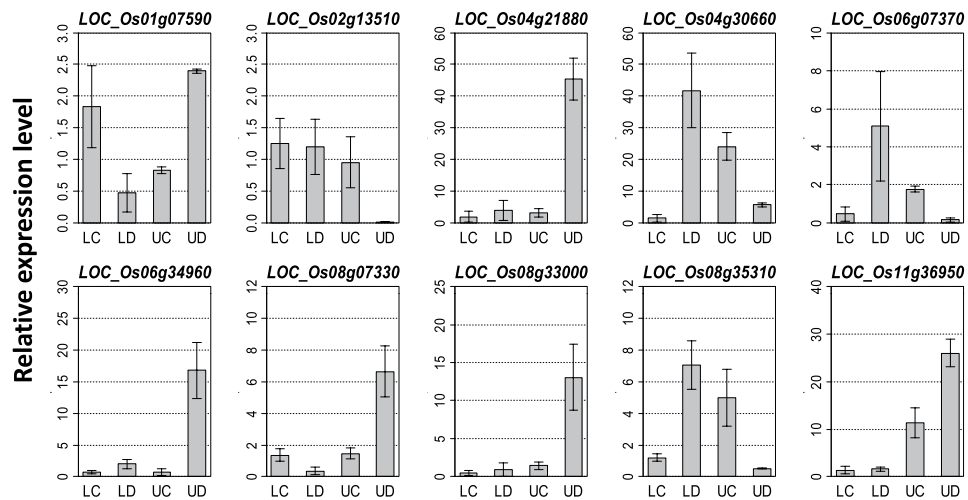 Relative expression level
LOC_Os01g07590
0.0 0.5 1.0 1.5 2.0 2.5 3.0
LC LD UC UD
LOC_Os02g13510
0.0 0.5 1.0 1.5 2.0 2.5 3.0
LC LD UC UD
LOC_Os04g21880
0 10 20 30 40 50 60
LC LD UC UD
LOC_Os04g30660
0 10 20 30 40 50 60
LC LD UC UD
LOC_Os06g07370
0 2 4 6 8 10
LC LD UC UD
LOC_Os06g34960
0 5 10 15 20 25 30
LC LD UC UD
LOC_Os08g07330
0 2 4 6 8 10 12
LC LD UC UD
LOC_Os08g33000
0 5 10 15 20 25
LC LD UC UD
LOC_Os08g35310
0 2 4 6 8 10 12
LC LD UC UD
LOC_Os11g36950
0 10 20 30 40
LC LD UC UD